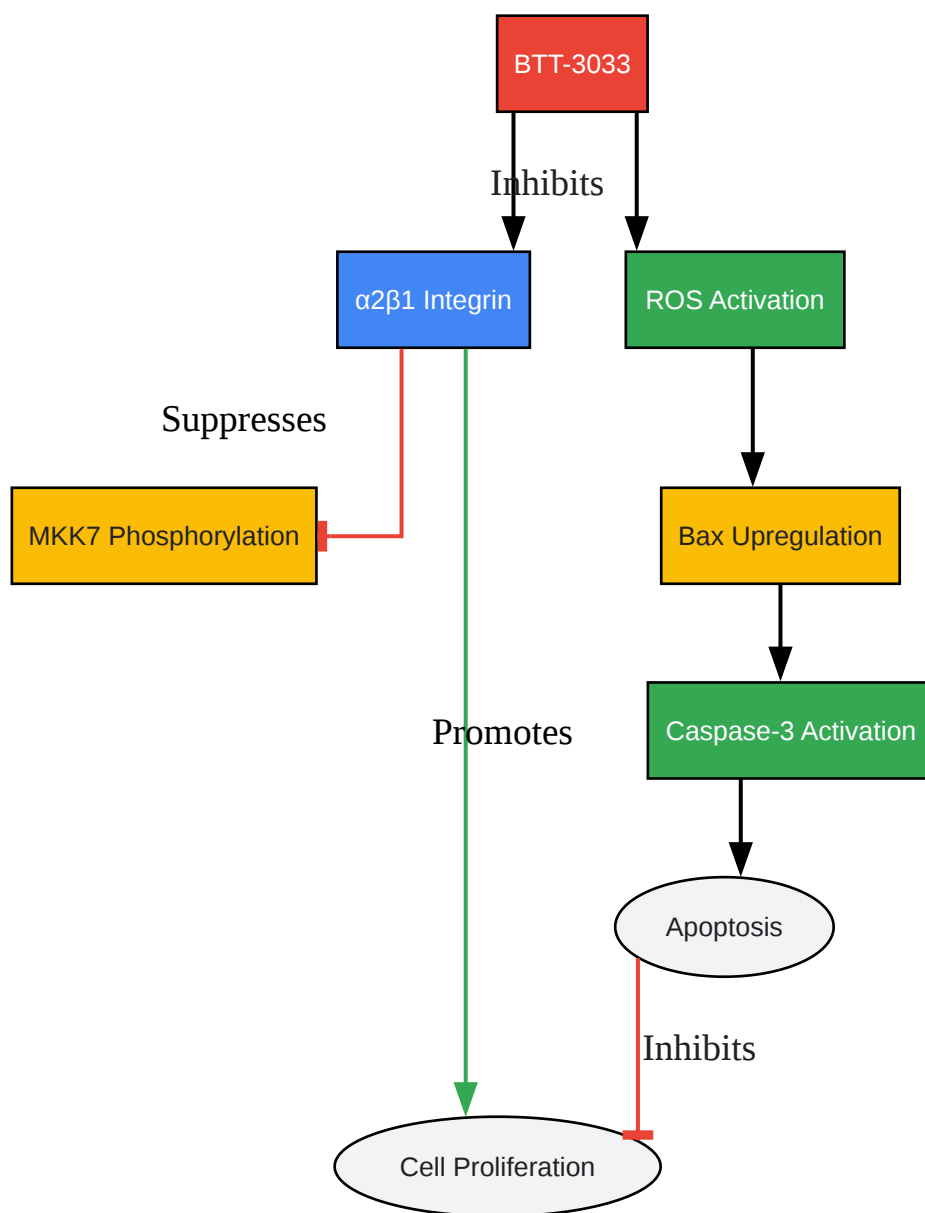 BTT-3033
Inhibits
α2β1 Integrin
ROS Activation
Suppresses
MKK7 Phosphorylation
Bax Upregulation
Promotes
Caspase-3 Activation
Apoptosis
Inhibits
Cell Proliferation